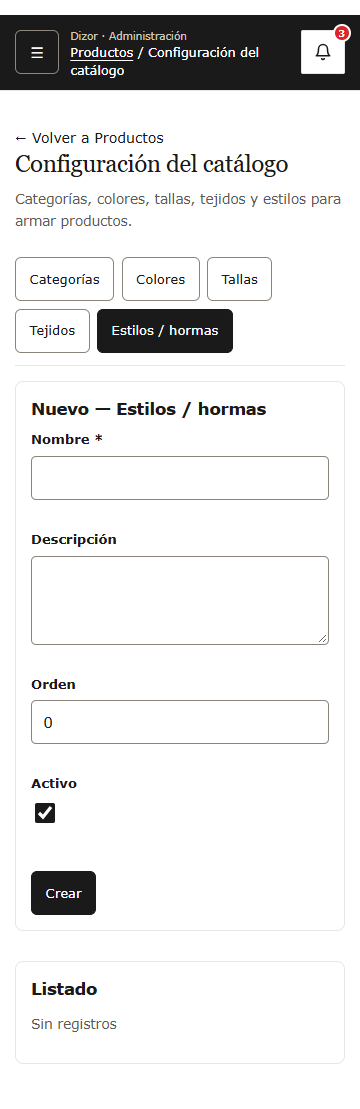 ☰
Dizor · Administración
Productos / Configuración del
catálogo
3
← Volver a Productos
Configuración del catálogo
Categorías, colores, tallas, tejidos y estilos para
armar productos.
Categorías
Colores
Tallas
Tejidos
Estilos / hormas
Nuevo — Estilos / hormas
Nombre *
Descripción
Orden
0
Activo
Crear
Listado
Sin registros